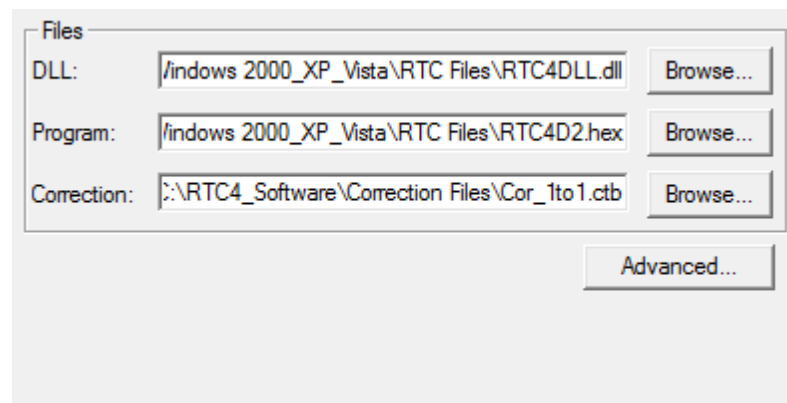 Files
DLL: /indows 2000_XP_Vista\RTC Files\RTC4DLL.dll Browse...
Program: /indows 2000_XP_Vista\RTC Files\RTC4D2.hex Browse...
Correction: :\RTC4_Software\Correction Files\Cor_1to1.ctb Browse...
Advanced...